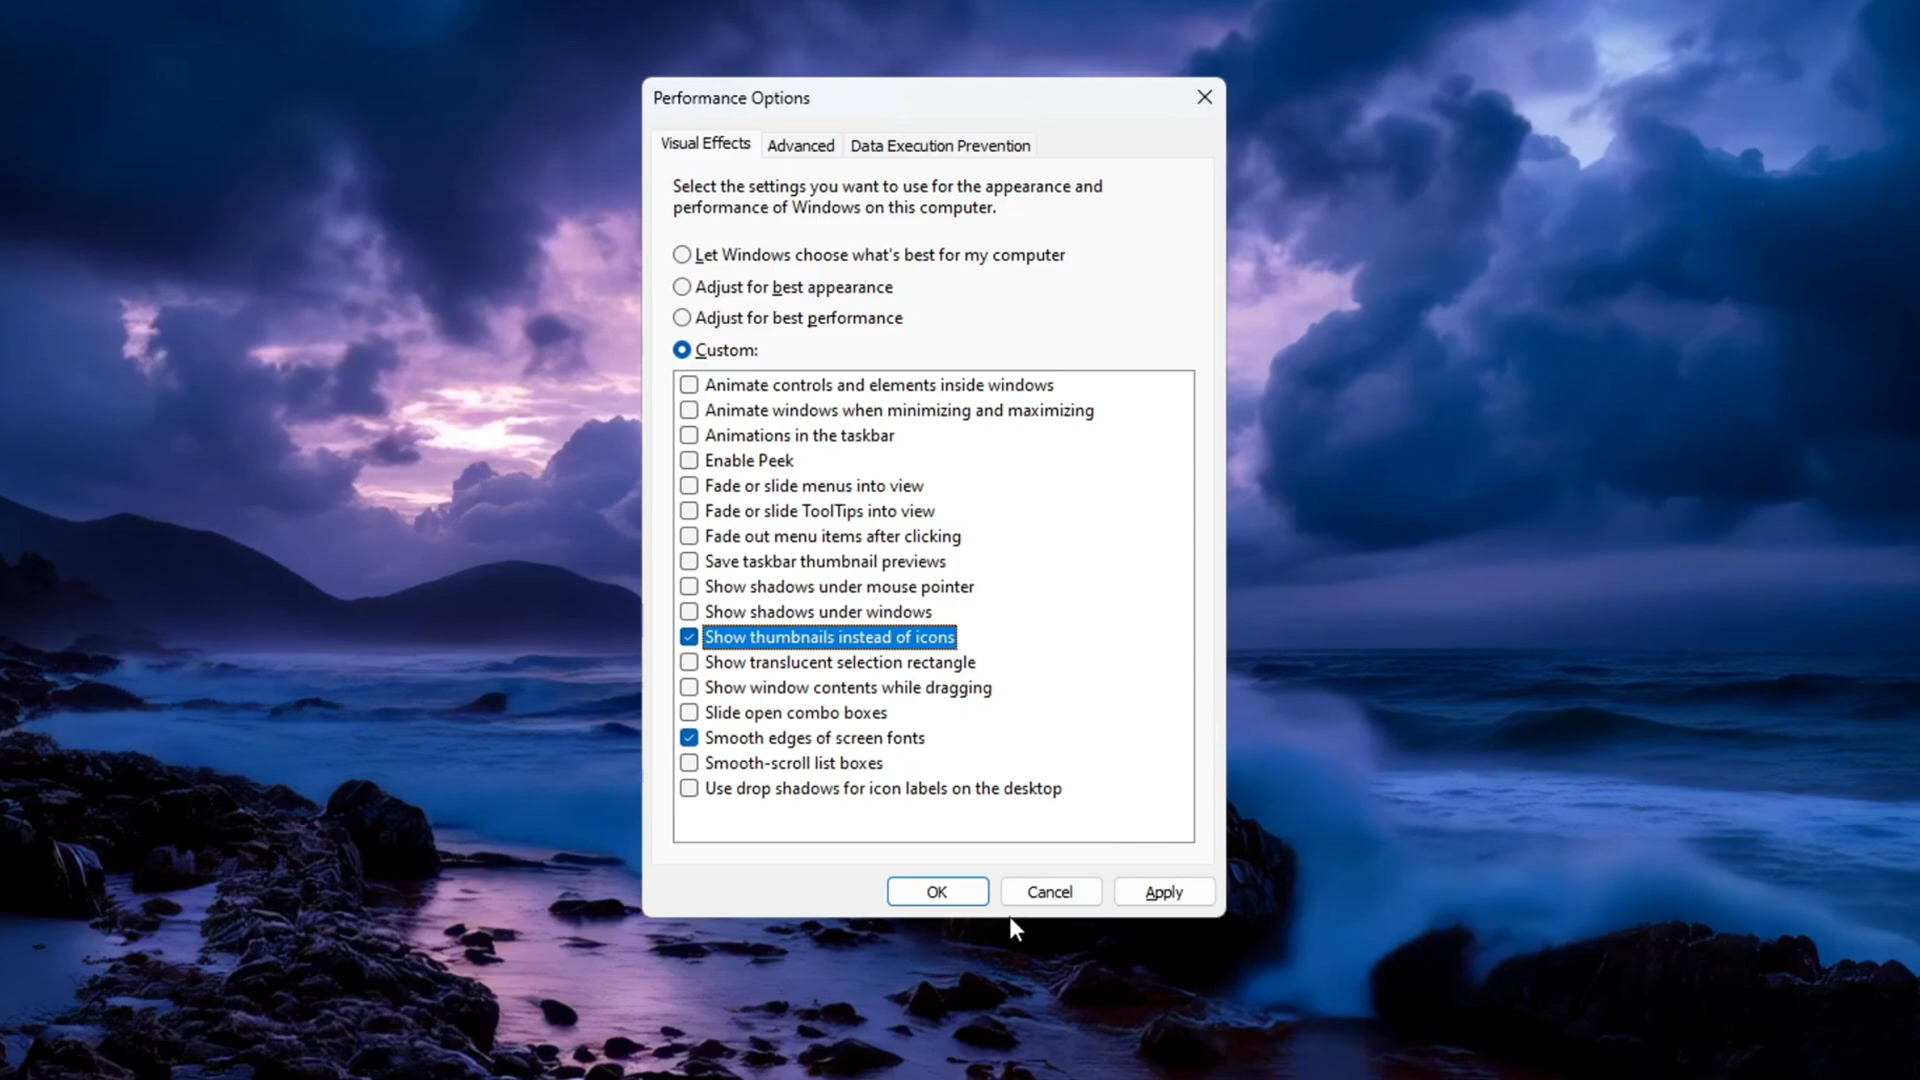 Performance Options
Visual Effects
Advanced
Data Execution Prevention
Select the settings you want to use for the appearance and
performance of Windows on this computer.
Let Windows choose what's best for my computer
Adjust for best appearance
Adjust for best performance
Custom:
Animate controls and elements inside windows
Animate windows when minimizing and maximizing
Animations in the taskbar
Enable Peek
Fade or slide menus into view
Fade or slide ToolTips into view
Fade out menu items after clicking
Save taskbar thumbnail previews
Show shadows under mouse pointer
Show shadows under windows
Show thumbnails instead of icons
Show translucent selection rectangle
Show window contents while dragging
Slide open combo boxes
Smooth edges of screen fonts
Smooth-scroll list boxes
Use drop shadows for icon labels on the desktop
OK
Cancel
Apply